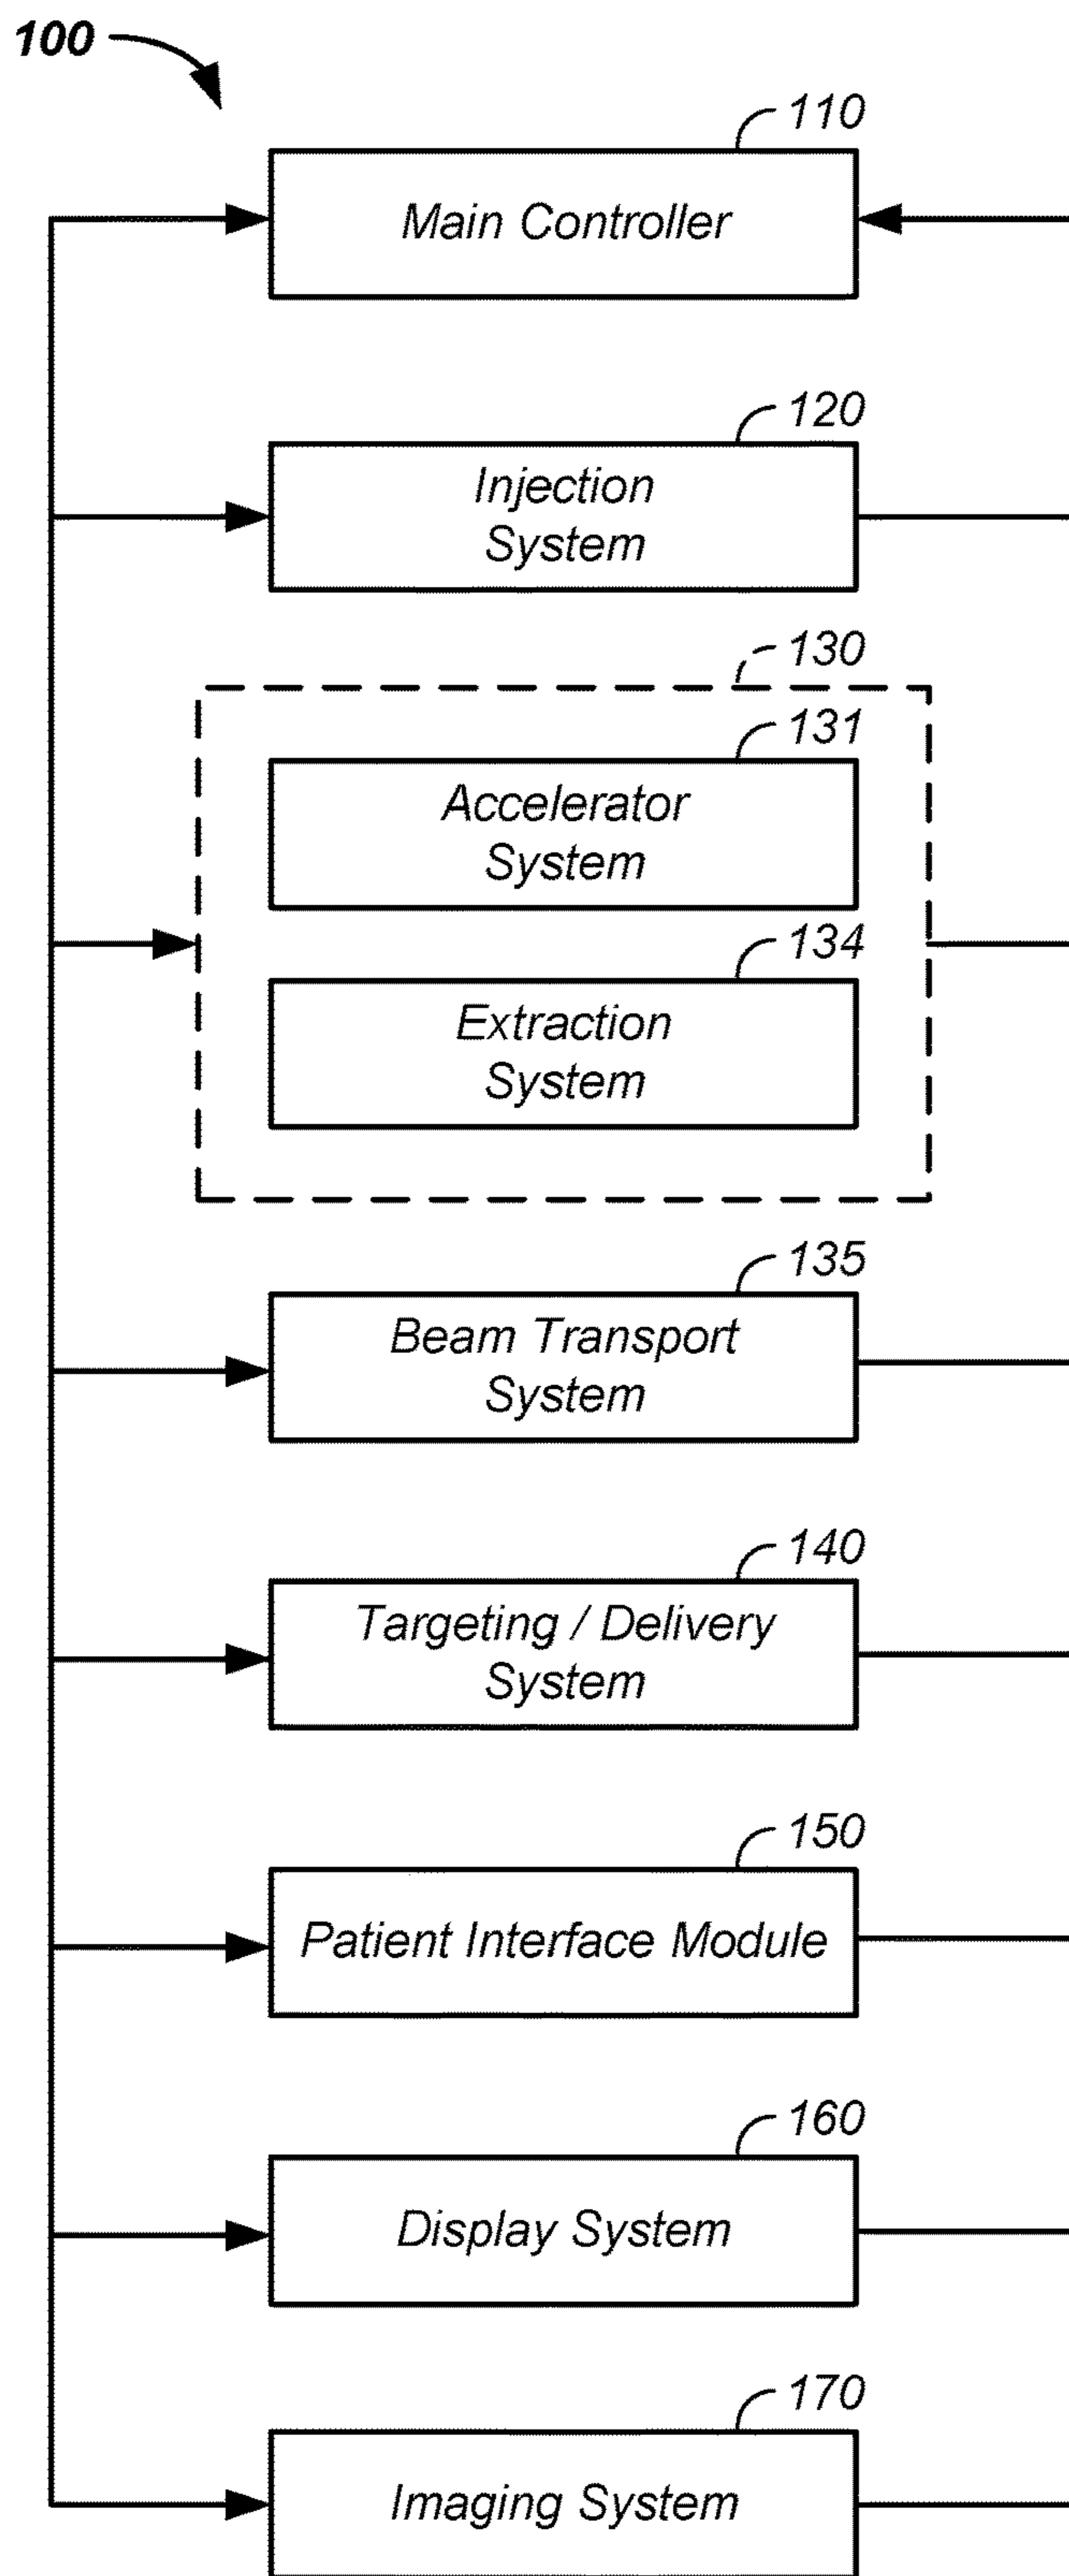 100
110
Main Controller
120
Injection
System
130
131
Accelerator
System
134
Extraction
System
135
Beam Transport
System
140
Targeting / Delivery
System
150
Patient Interface Module
160
Display System
170
Imaging System